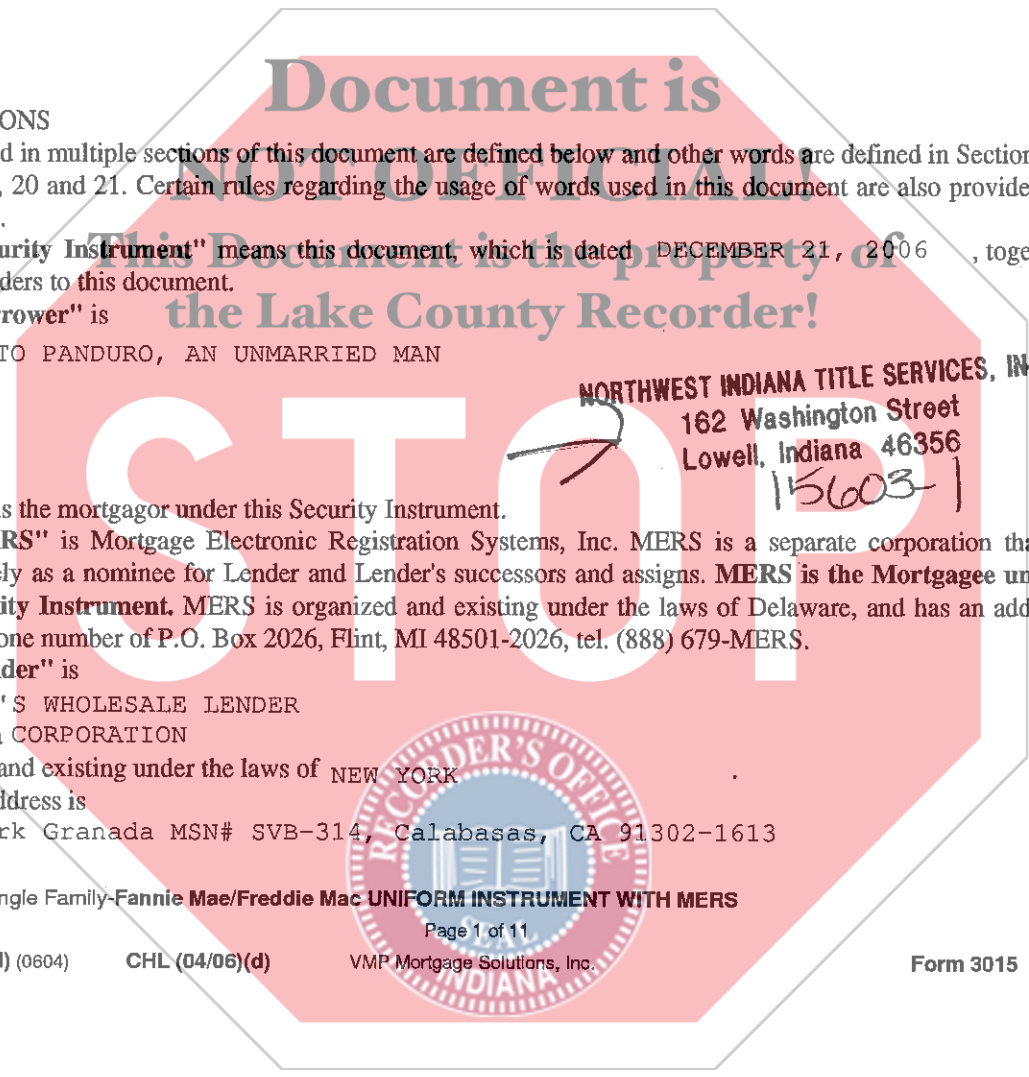 Document is
ONS
d in multiple sections of this document are defined below and other words are defined in Section
NOT OFFICIAL!
, 20 and 21. Certain rules regarding the usage of words used in this document are also provide
.
urity Instrument" means this document, which is dated DECEMBER 21, 2006 , toge
This Document is the property of
ders to this document.
rrower" is
the Lake County Recorder!
TO PANDURO, AN UNMARRIED MAN
NORTHWEST INDIANA TITLE SERVICES, IN
162 Washington Street
Lowell, Indiana 46356
15603-1
STOP
s the mortgagor under this Security Instrument.
RS" is Mortgage Electronic Registration Systems, Inc. MERS is a separate corporation tha
ely as a nominee for Lender and Lender's successors and assigns. MERS is the Mortgagee un
ity Instrument. MERS is organized and existing under the laws of Delaware, and has an add
one number of P.O. Box 2026, Flint, MI 48501-2026, tel. (888) 679-MERS.
der" is
'S WHOLESALE LENDER
CORPORATION
and existing under the laws of NEW YORK .
ddress is
rk Granada MSN# SVB-314, Calabasas, CA 91302-1613
RECORDER'S OFFICE
ngle Family-Fannie Mae/Freddie Mac UNIFORM INSTRUMENT WITH MERS
SEAL
Page 1 of 11
(0604) CHL (04/06)(d) VMP Mortgage Solutions, Inc. Form 3015
INDIANA